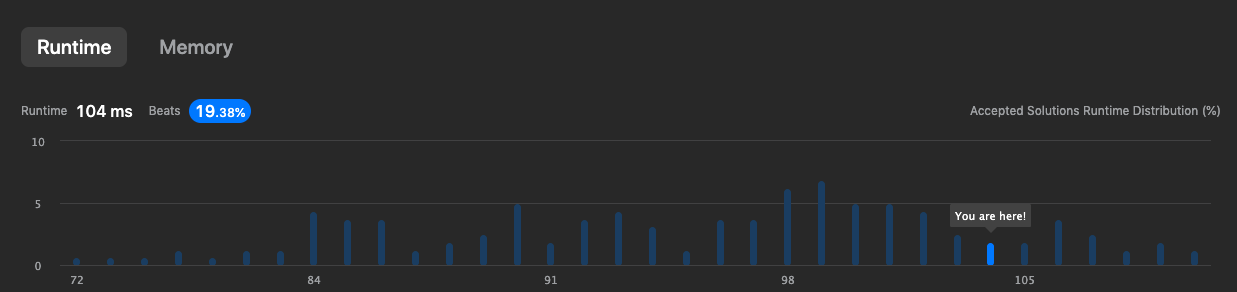 Runtime Memory
Runtime 104 ms Beats 19.38% Accepted Solutions Runtime Distribution (%)
10
5
You are here!
0
72 84 91 98 105